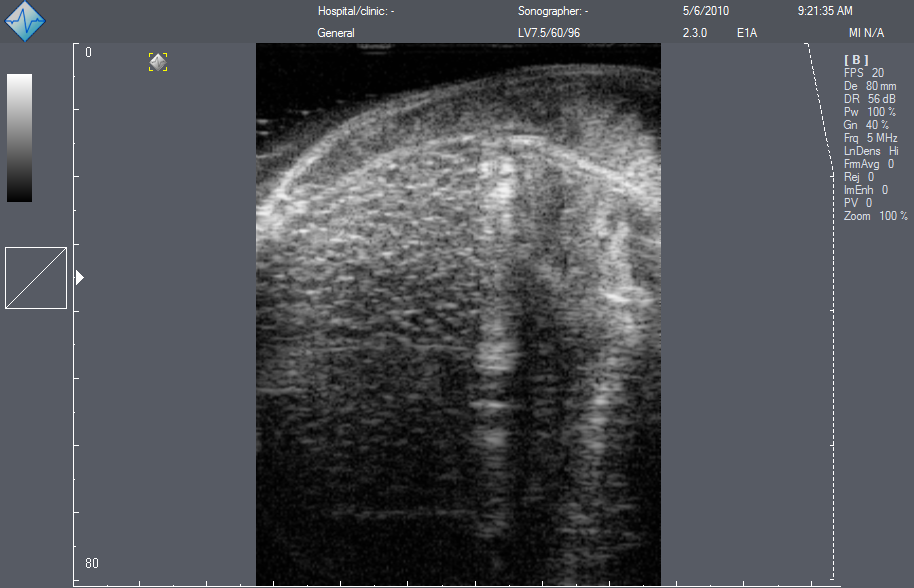 Hospital/clinic: - Sonographer: - 5/6/2010 9:21:35 AM
General LV7.5/60/96 2.3.0 E1A MI N/A
0
[ B ]
FPS 20
De 80 mm
DR 56 dB
Pw 100 %
Gn 40 %
Frq 5 MHz
LnDens Hi
FrmAvg 0
Rej 0
ImEnh 0
PV 0
Zoom 100 %
80